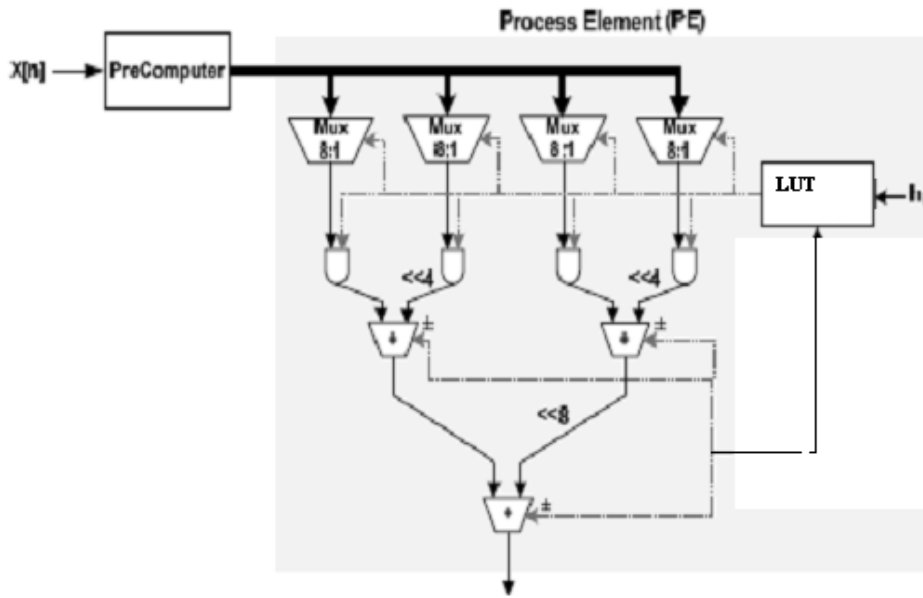 Process Element (PE)
X[n]
PreComputer
Mux
8:1
Mux
8:1
Mux
8:1
Mux
8:1
LUT
<<4
<<4
±
±
<<8
±
+